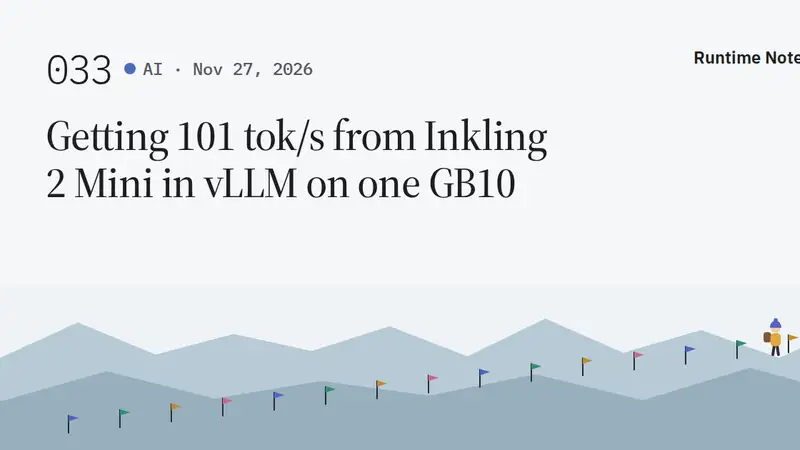 033 AI · Nov 27, 2026
Runtime Note
Getting 101 tok/s from Inkling
2 Mini in vLLM on one GB10